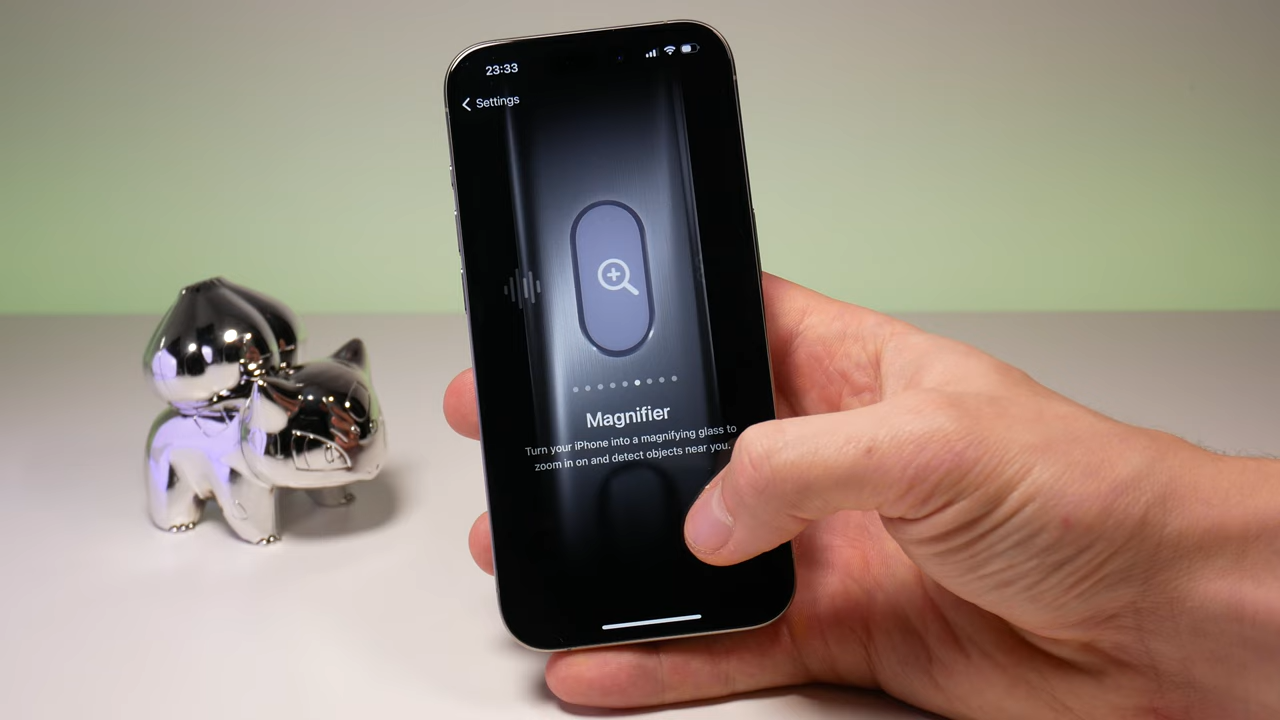 23:33
Settings
Magnifier
Turn your iPhone into a magnifying glass to
zoom in on and detect objects near you.